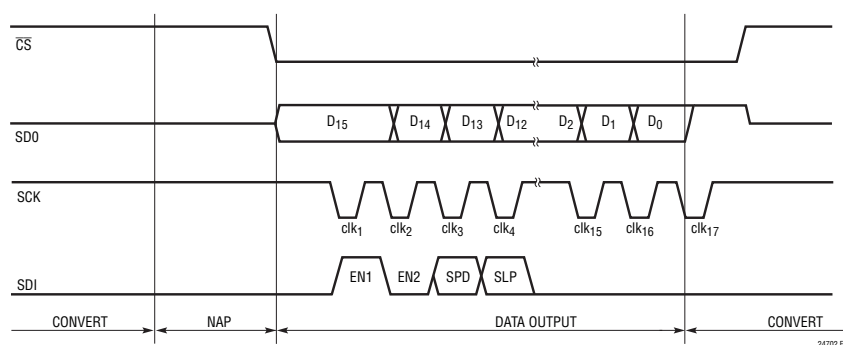 CS
SD0
D15 D14 D13 D12 D2 D1 D0
SCK
clk1 clk2 clk3 clk4 clk15 clk16 clk17
SDI
EN1 EN2 SPD SLP
CONVERT NAP DATA OUTPUT CONVERT